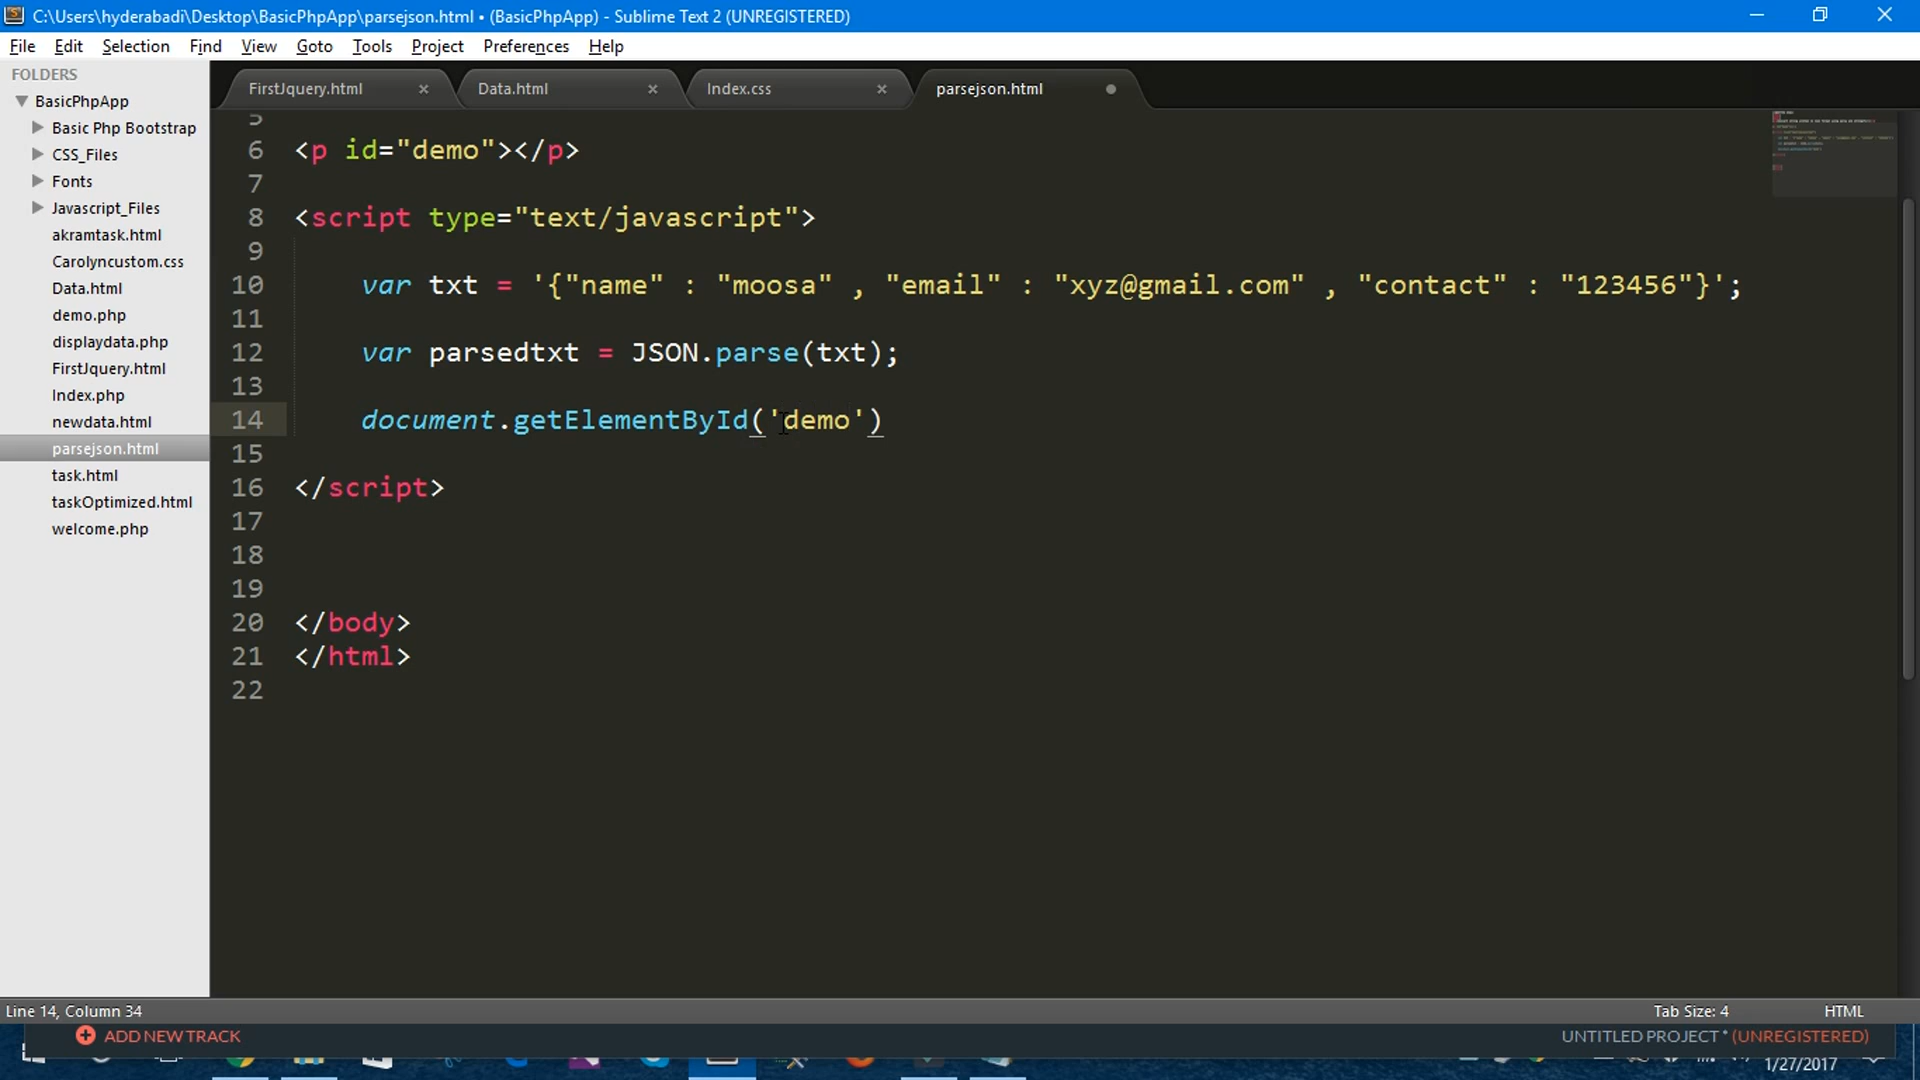 C:\Users\hyderabadi\Desktop\BasicPhpApp\parsejson.html • (BasicPhpApp) - Sublime Text 2 (UNREGISTERED)
File Edit Selection Find View Goto Tools Project Preferences Help
FOLDERS
BasicPhpApp
Basic Php Bootstrap
CSS_Files
Fonts
Javascript_Files
akramtask.html
Carolyncustom.css
Data.html
demo.php
displaydata.php
FirstJquery.html
Index.php
newdata.html
parsejson.html
task.html
taskOptimized.html
welcome.php
FirstJquery.html Data.html Index.css parsejson.html
5
6 <p id="demo"></p>
7
8 <script type="text/javascript">
9
10 var txt = '{"name" : "moosa" , "email" : "xyz@gmail.com" , "contact" : "123456"}';
11
12 var parsedtxt = JSON.parse(txt);
13
14 document.getElementById('demo')
15
16 </script>
17
18
19
20 </body>
21 </html>
22
Line 14, Column 34 Tab Size: 4 HTML
ADD NEW TRACK UNTITLED PROJECT * (UNREGISTERED)
1/27/2017